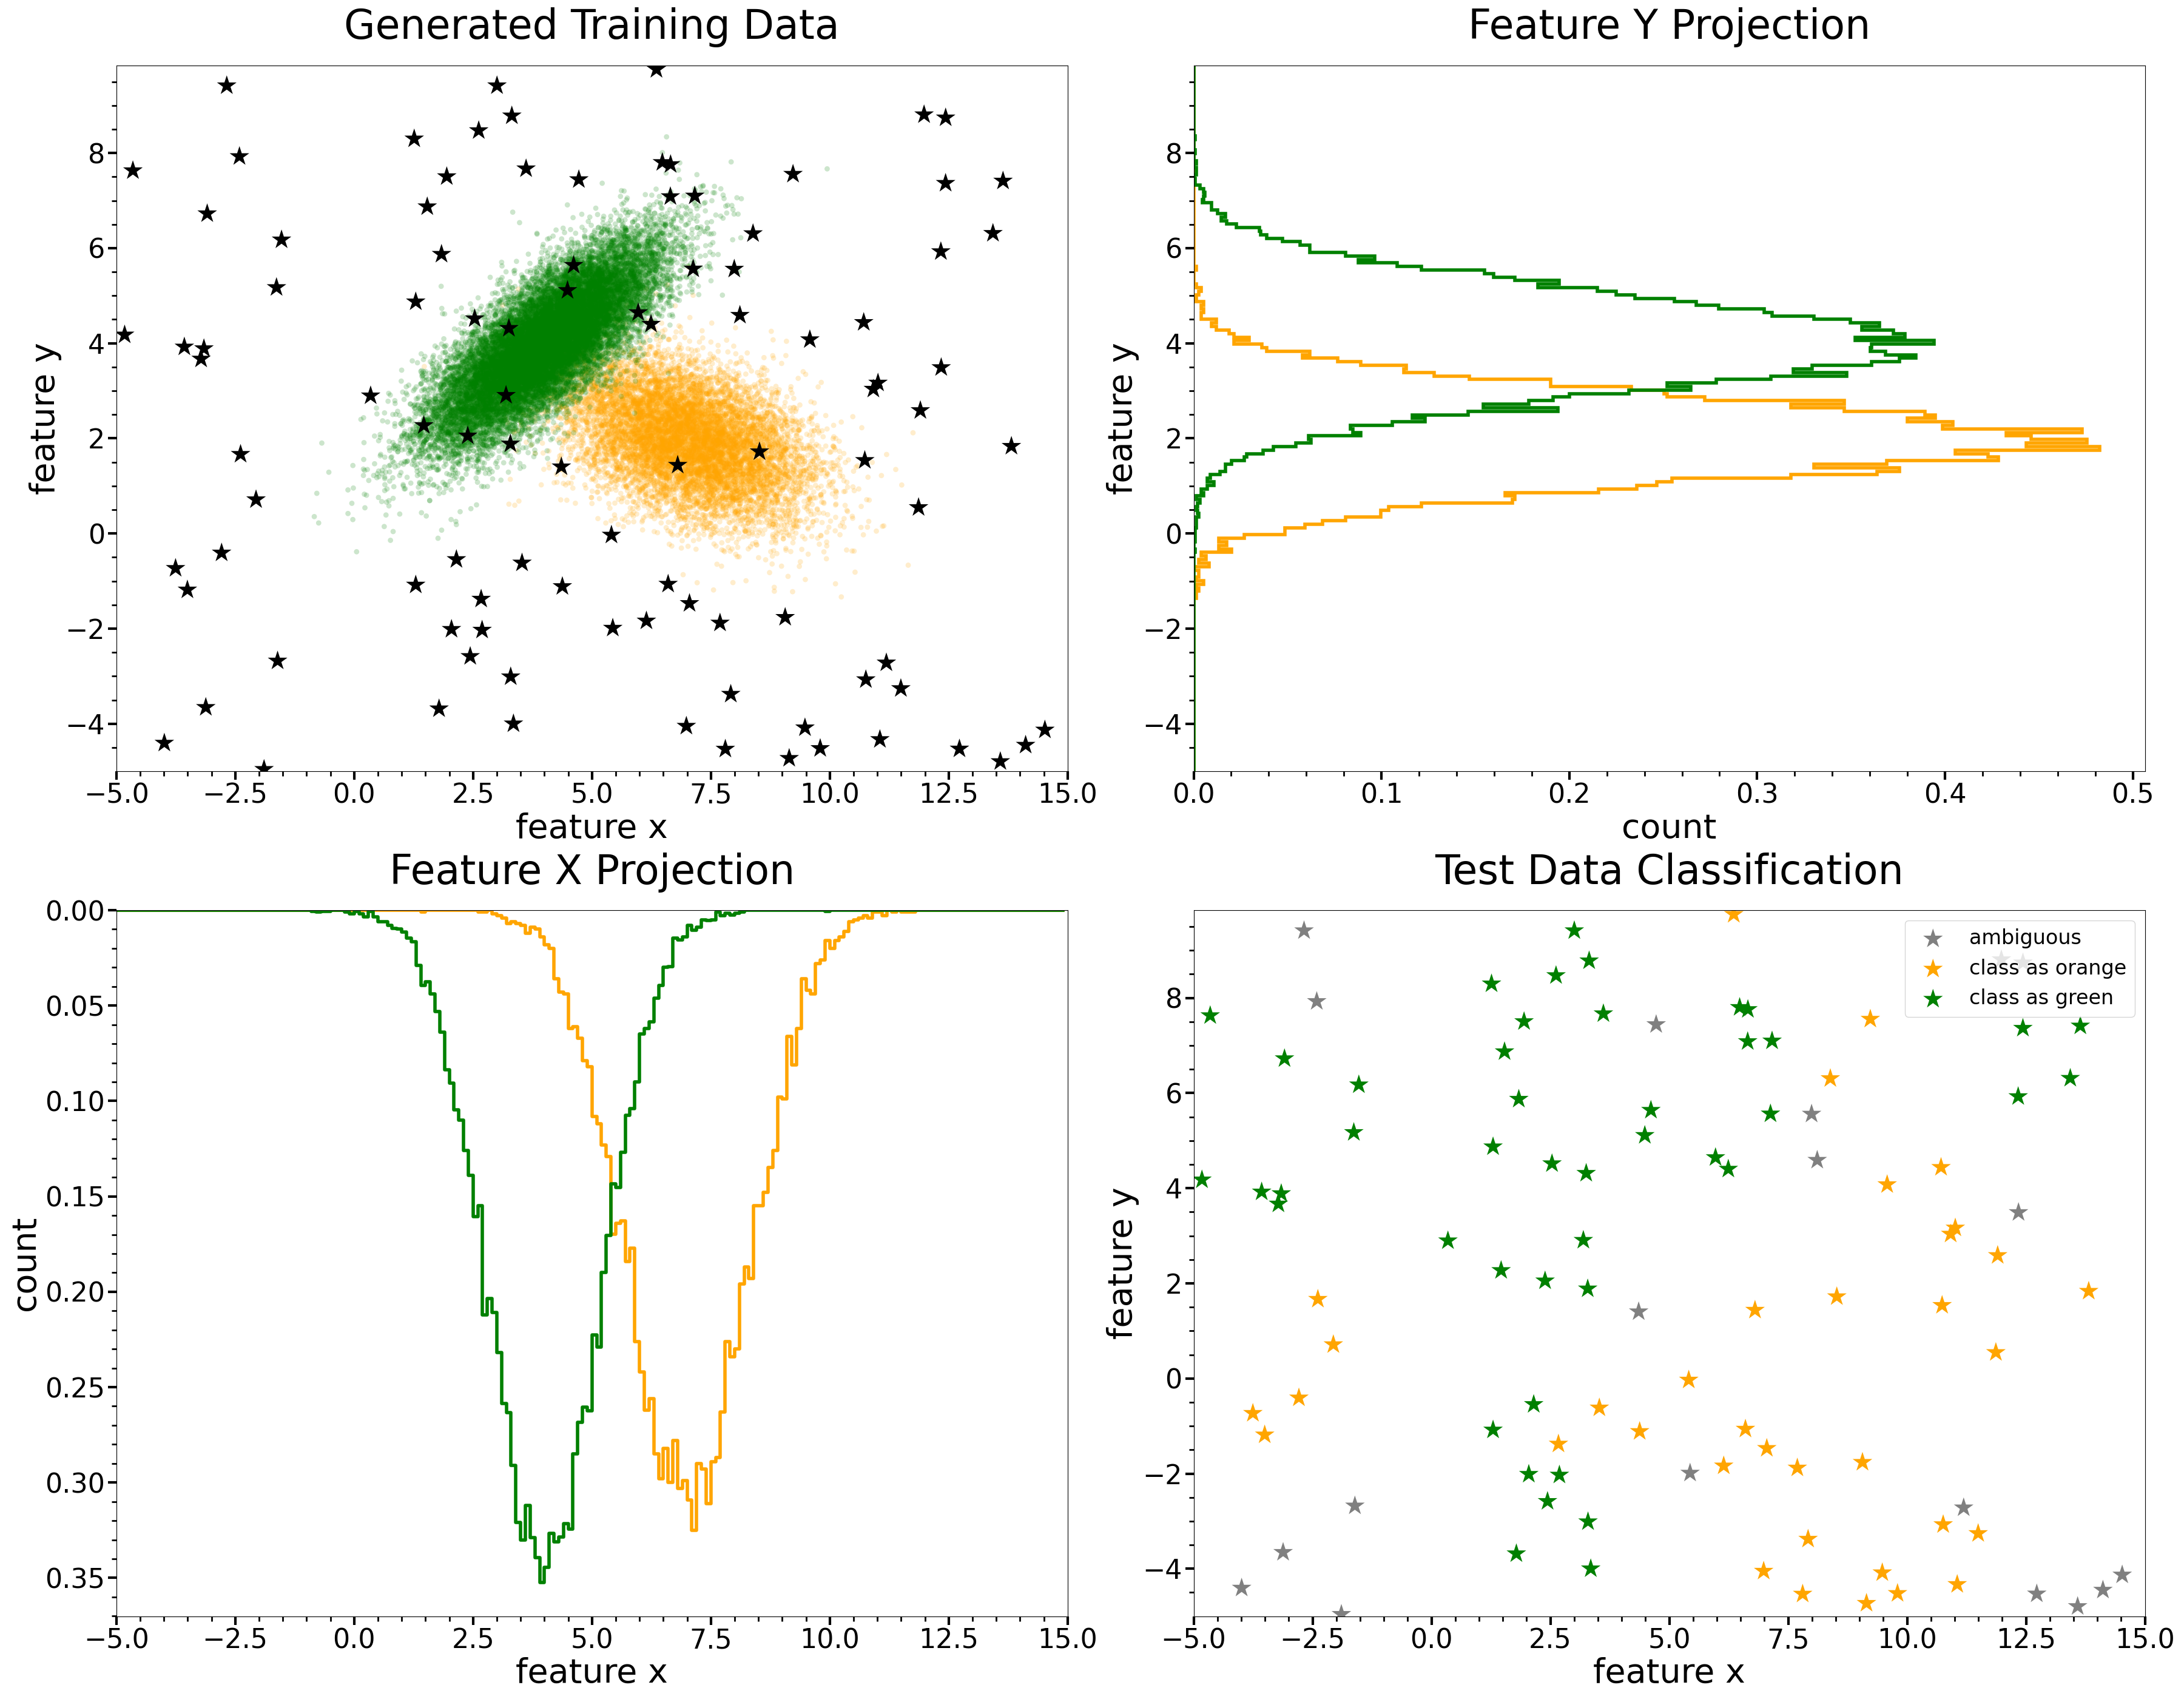 Generated Training Data
feature y
8
6
4
2
0
−2
−4
−5.0 −2.5 0.0 2.5 5.0 7.5 10.0 12.5 15.0
feature x
Feature Y Projection
feature y
8
6
4
2
0
−2
−4
0.0 0.1 0.2 0.3 0.4 0.5
count
Feature X Projection
count
0.00
0.05
0.10
0.15
0.20
0.25
0.30
0.35
−5.0 −2.5 0.0 2.5 5.0 7.5 10.0 12.5 15.0
feature x
Test Data Classification
ambiguous
class as orange
class as green
feature y
8
6
4
2
0
−2
−4
−5.0 −2.5 0.0 2.5 5.0 7.5 10.0 12.5 15.0
feature x